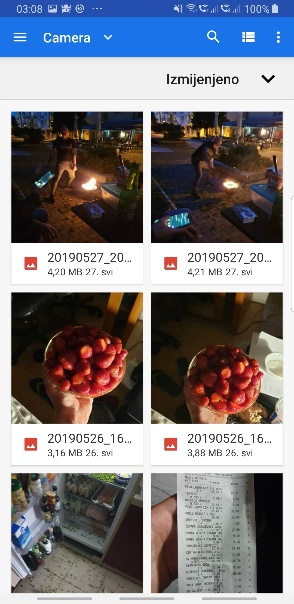 03:08
100%
Camera
Izmijenjeno
20190527_20...
4,20 MB 27. svi
20190527_20...
4,21 MB 27. svi
20190526_16...
3,16 MB 26. svi
20190526_16...
3,88 MB 26. svi